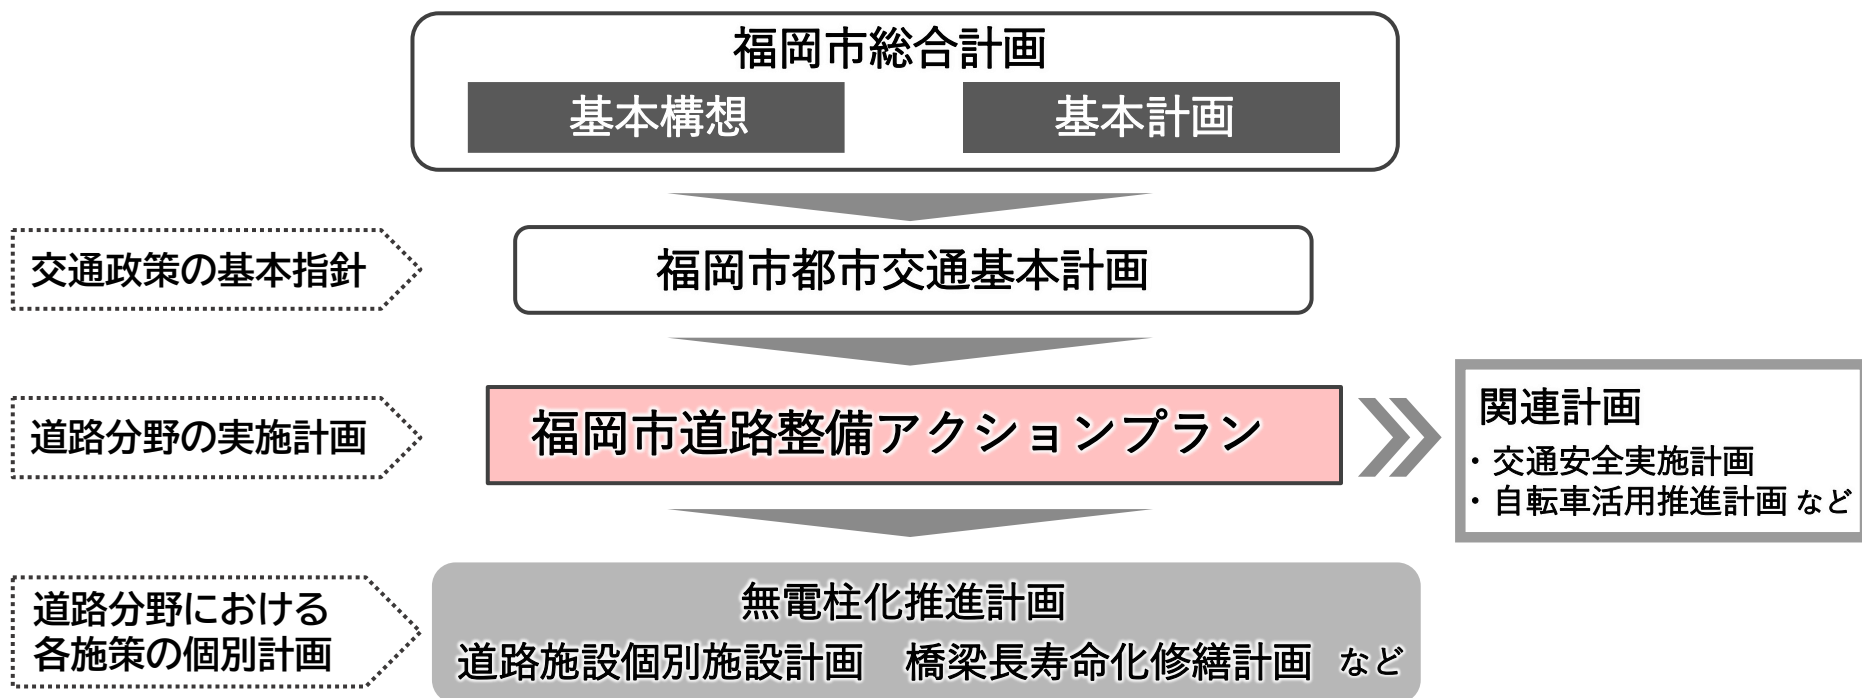 福岡市総合計画
基本構想
基本計画
交通政策の基本指針
福岡市都市交通基本計画
道路分野の実施計画
福岡市道路整備アクションプラン
関連計画
・交通安全実施計画
・自転車活用推進計画 など
道路分野における
各施策の個別計画
無電柱化推進計画
道路施設個別施設計画 橋梁長寿命化修繕計画 など